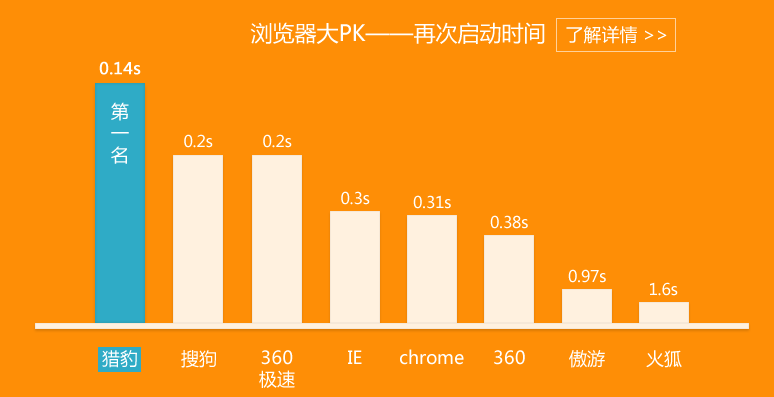 浏览器大PK——再次启动时间 了解详情 >>
0.14s
第一名
0.2s
0.2s
0.3s
0.31s
0.38s
0.97s
1.6s
猎豹
搜狗
360
极速
IE
chrome
360
傲游
火狐